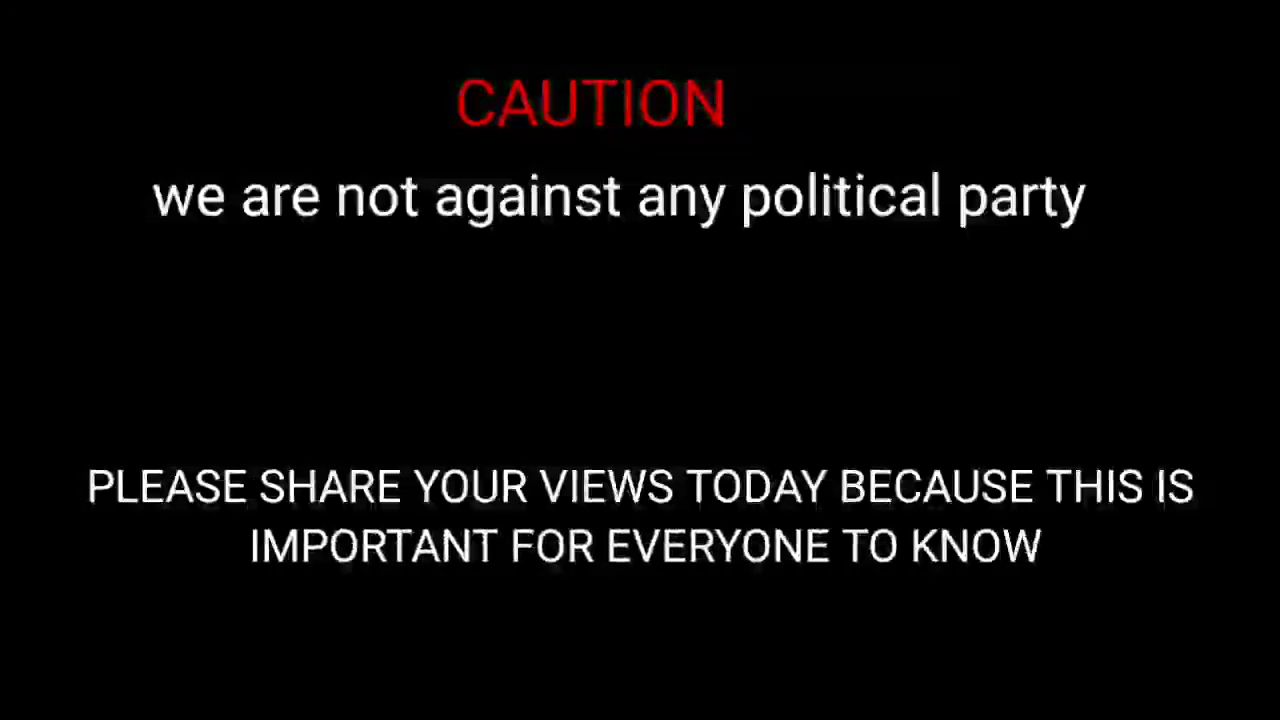 CAUTION
we are not against any political party
PLEASE SHARE YOUR VIEWS TODAY BECAUSE THIS IS
IMPORTANT FOR EVERYONE TO KNOW